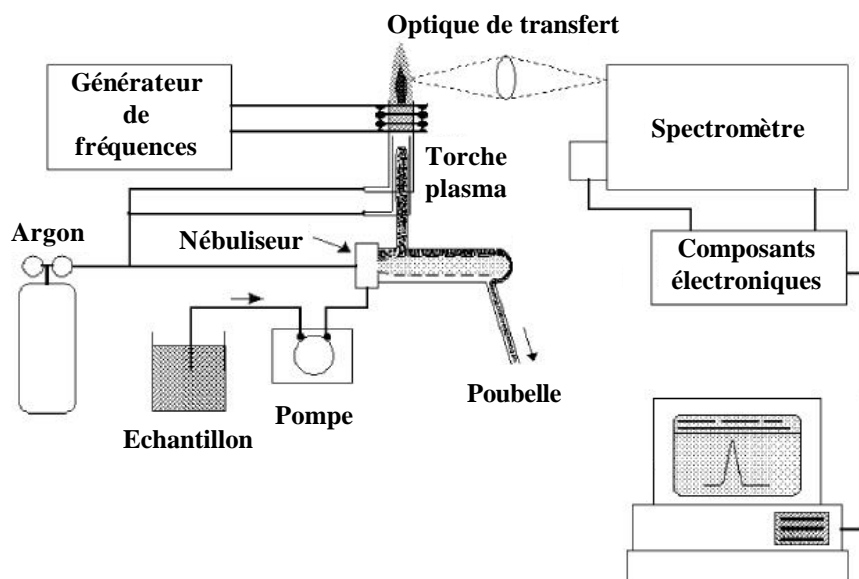 Optique de transfert
Générateur
de
fréquences
Spectromètre
Torche
plasma
Argon
Nébuliseur
Composants
électroniques
Poubelle
Pompe
Echantillon